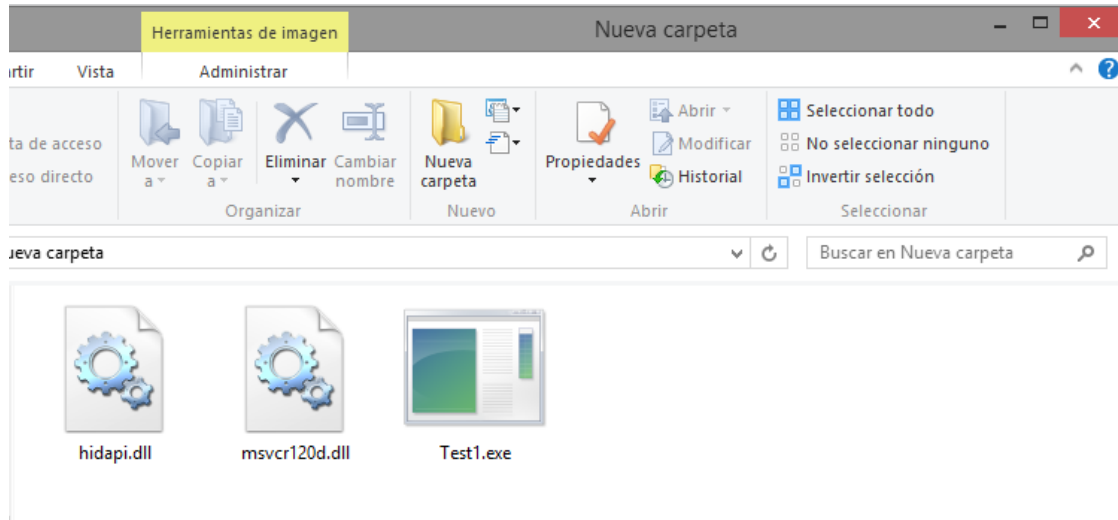 Herramientas de imagen
Nueva carpeta
rtir Vista Administrar
ta de acceso
eso directo
Mover a
Copiar a
Eliminar
Cambiar nombre
Organizar
Nueva carpeta
Nuevo
Propiedades
Abrir
Modificar
Historial
Abrir
Seleccionar todo
No seleccionar ninguno
Invertir selección
Seleccionar
ueva carpeta
Buscar en Nueva carpeta
hidapi.dll
msvcr120d.dll
Test1.exe